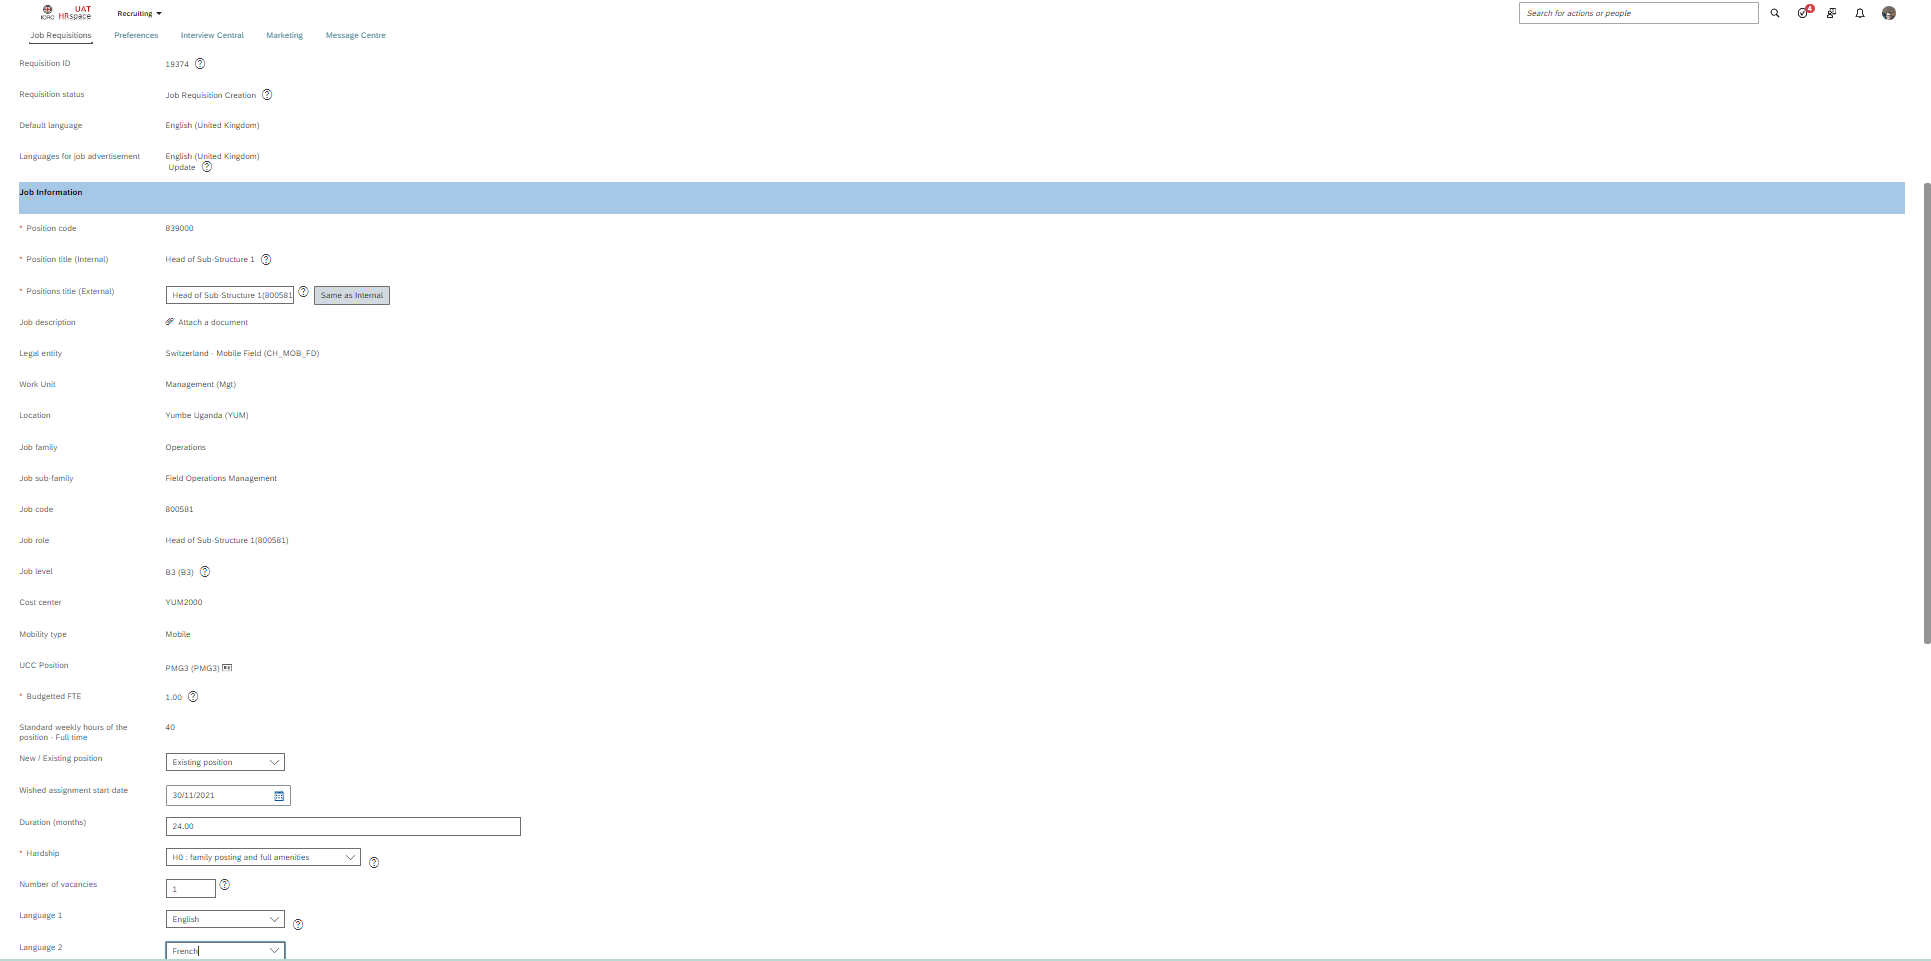 ICRC UAT HRspace Recruiting Search for actions or people 4
Job Requisitions Preferences Interview Central Marketing Message Centre
Requisition ID 19374
Requisition status Job Requisition Creation
Default language English (United Kingdom)
Languages for job advertisement English (United Kingdom)
Update
Job Information
* Position code 839000
* Position title (Internal) Head of Sub-Structure 1
* Positions title (External) Head of Sub-Structure 1(800581 Same as Internal
Job description Attach a document
Legal entity Switzerland - Mobile Field (CH_MOB_FD)
Work Unit Management (Mgt)
Location Yumbe Uganda (YUM)
Job family Operations
Job sub-family Field Operations Management
Job code 800581
Job role Head of Sub-Structure 1(800581)
Job level B3 (B3)
Cost center YUM2000
Mobility type Mobile
UCC Position PMG3 (PMG3)
* Budgetted FTE 1.00
Standard weekly hours of the 40
position - Full time
New / Existing position Existing position
Wished assignment start date 30/11/2021
Duration (months) 24.00
* Hardship H0 : family posting and full amenities
Number of vacancies 1
Language 1 English
Language 2 French